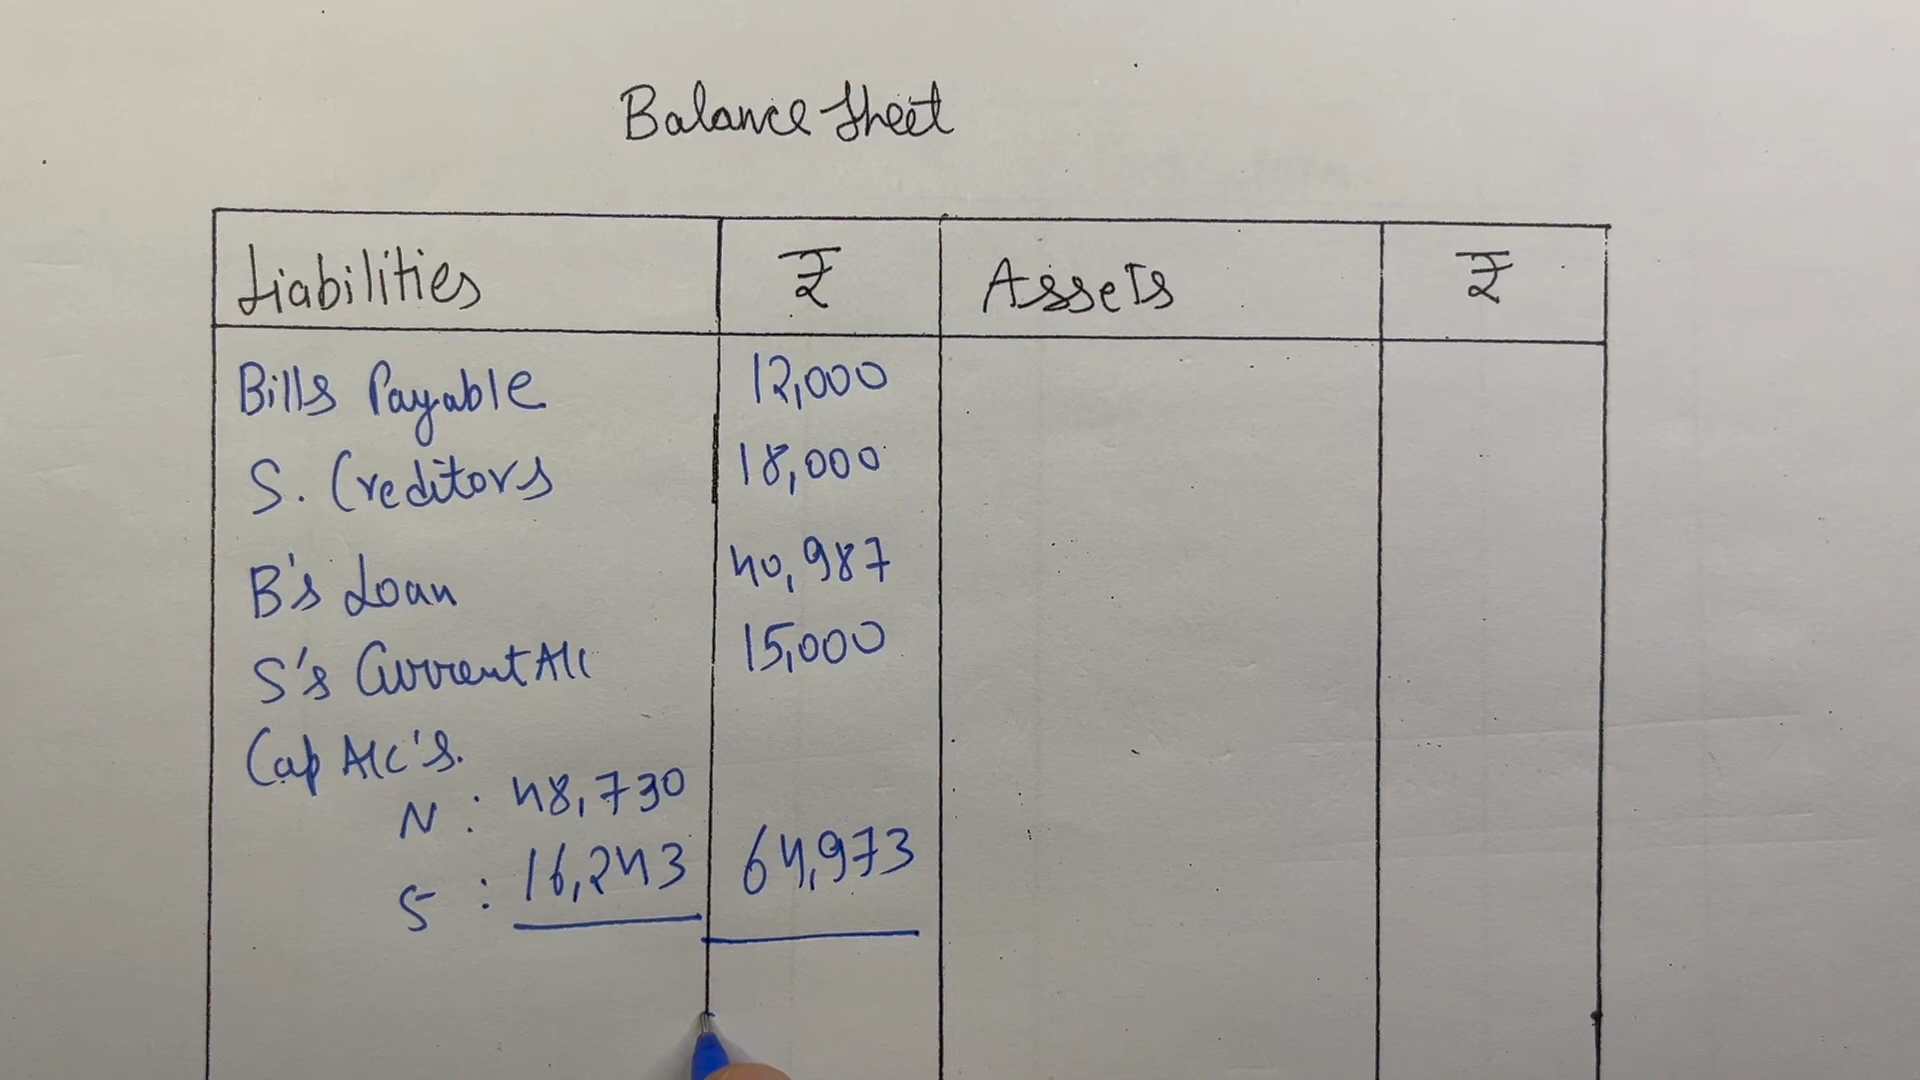 Balance Sheet
Liabilities ₹ Assets ₹
Bills Payable 12,000
S. Creditors 18,000
B's Loan 40,987
S's Current A/c 15,000
Cap A/c's.
N : 48,730
S : 16,243 64,973